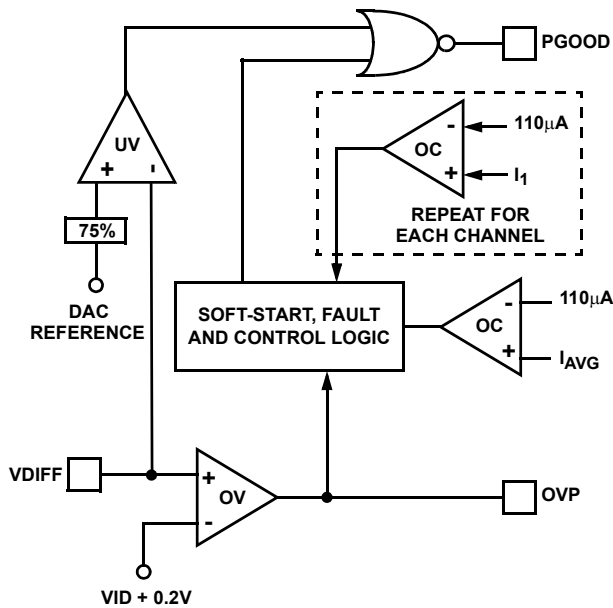 PGOOD
UV
+ -
75%
DAC
REFERENCE
OC
-
+
110µA
I1
REPEAT FOR
EACH CHANNEL
SOFT-START, FAULT
AND CONTROL LOGIC
OC
-
+
110µA
IAVG
VDIFF
+
-
OV
OVP
VID + 0.2V